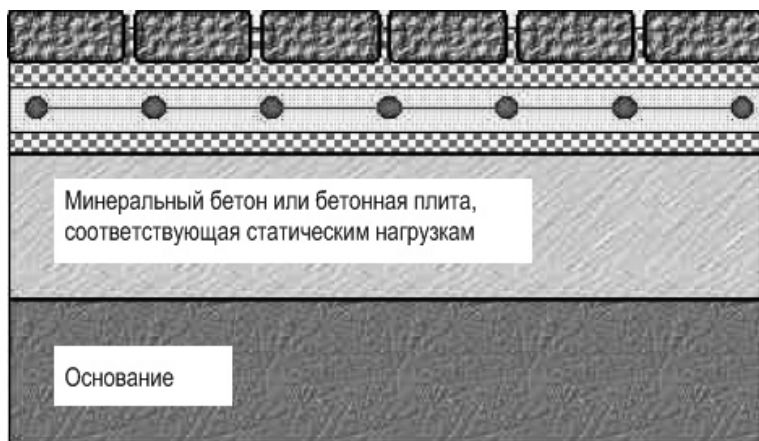 Минеральный бетон или бетонная плита,
соответствующая статическим нагрузкам
Основание